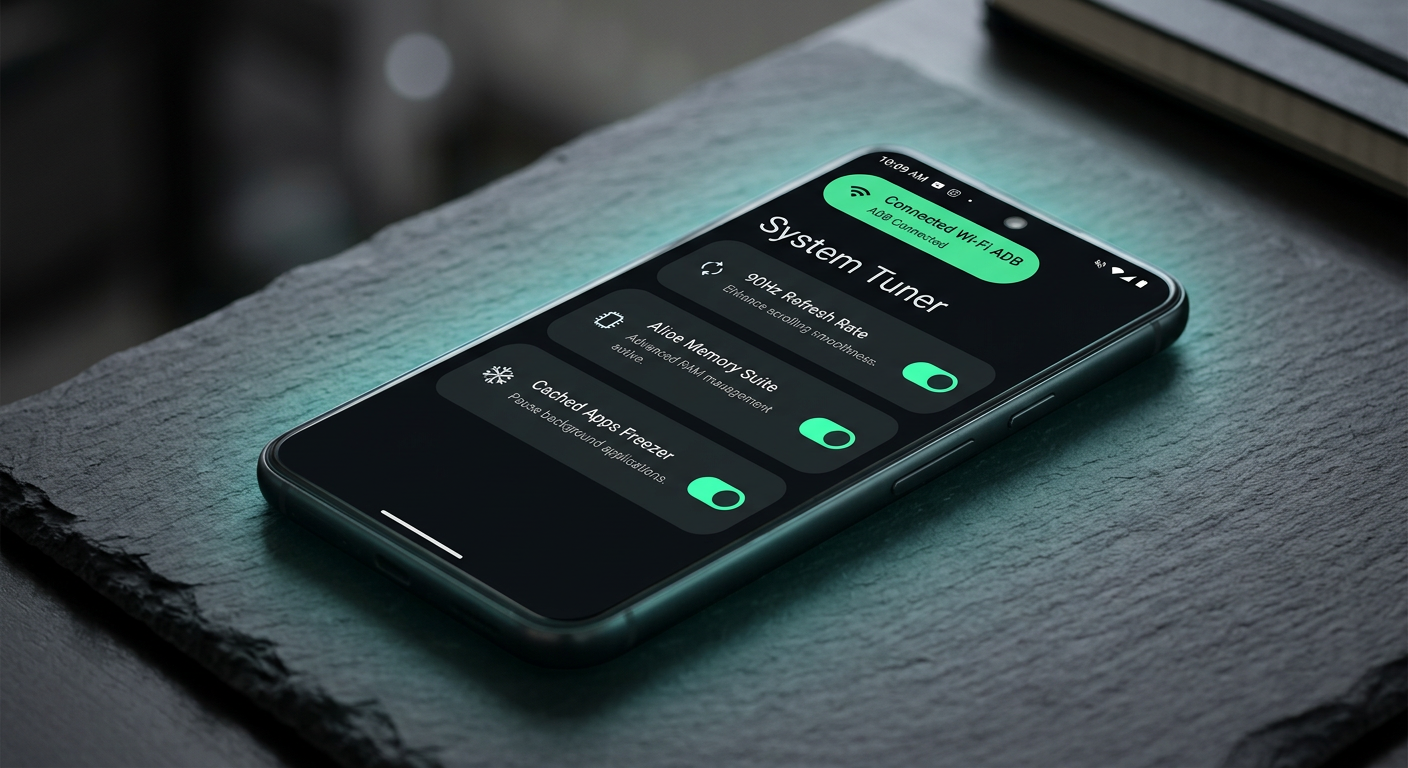 10:09 AM
Connected Wi-Fi ADB
ADB Connected
System Tuner
90Hz Refresh Rate
Enhance scrolling smoothness.
Alioe Memory Suite
Advanced RAM management
active.
Cached Apps Freezer
Pause background applications.